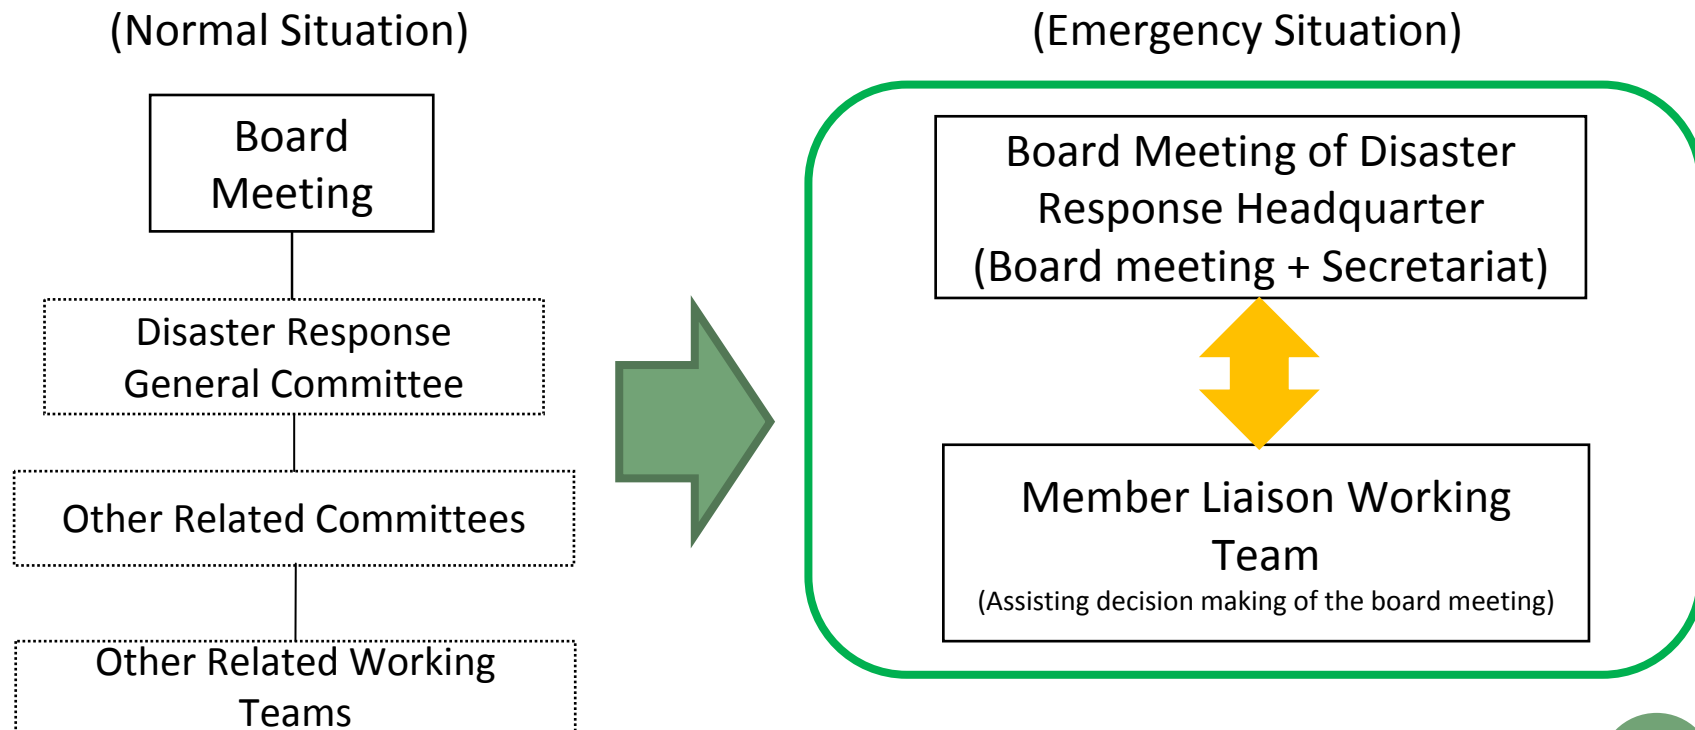 (Normal Situation)
Board
Meeting
Disaster Response
General Committee
Other Related Committees
Other Related Working
Teams
(Emergency Situation)
Board Meeting of Disaster
Response Headquarter
(Board meeting + Secretariat)
Member Liaison Working
Team
(Assisting decision making of the board meeting)